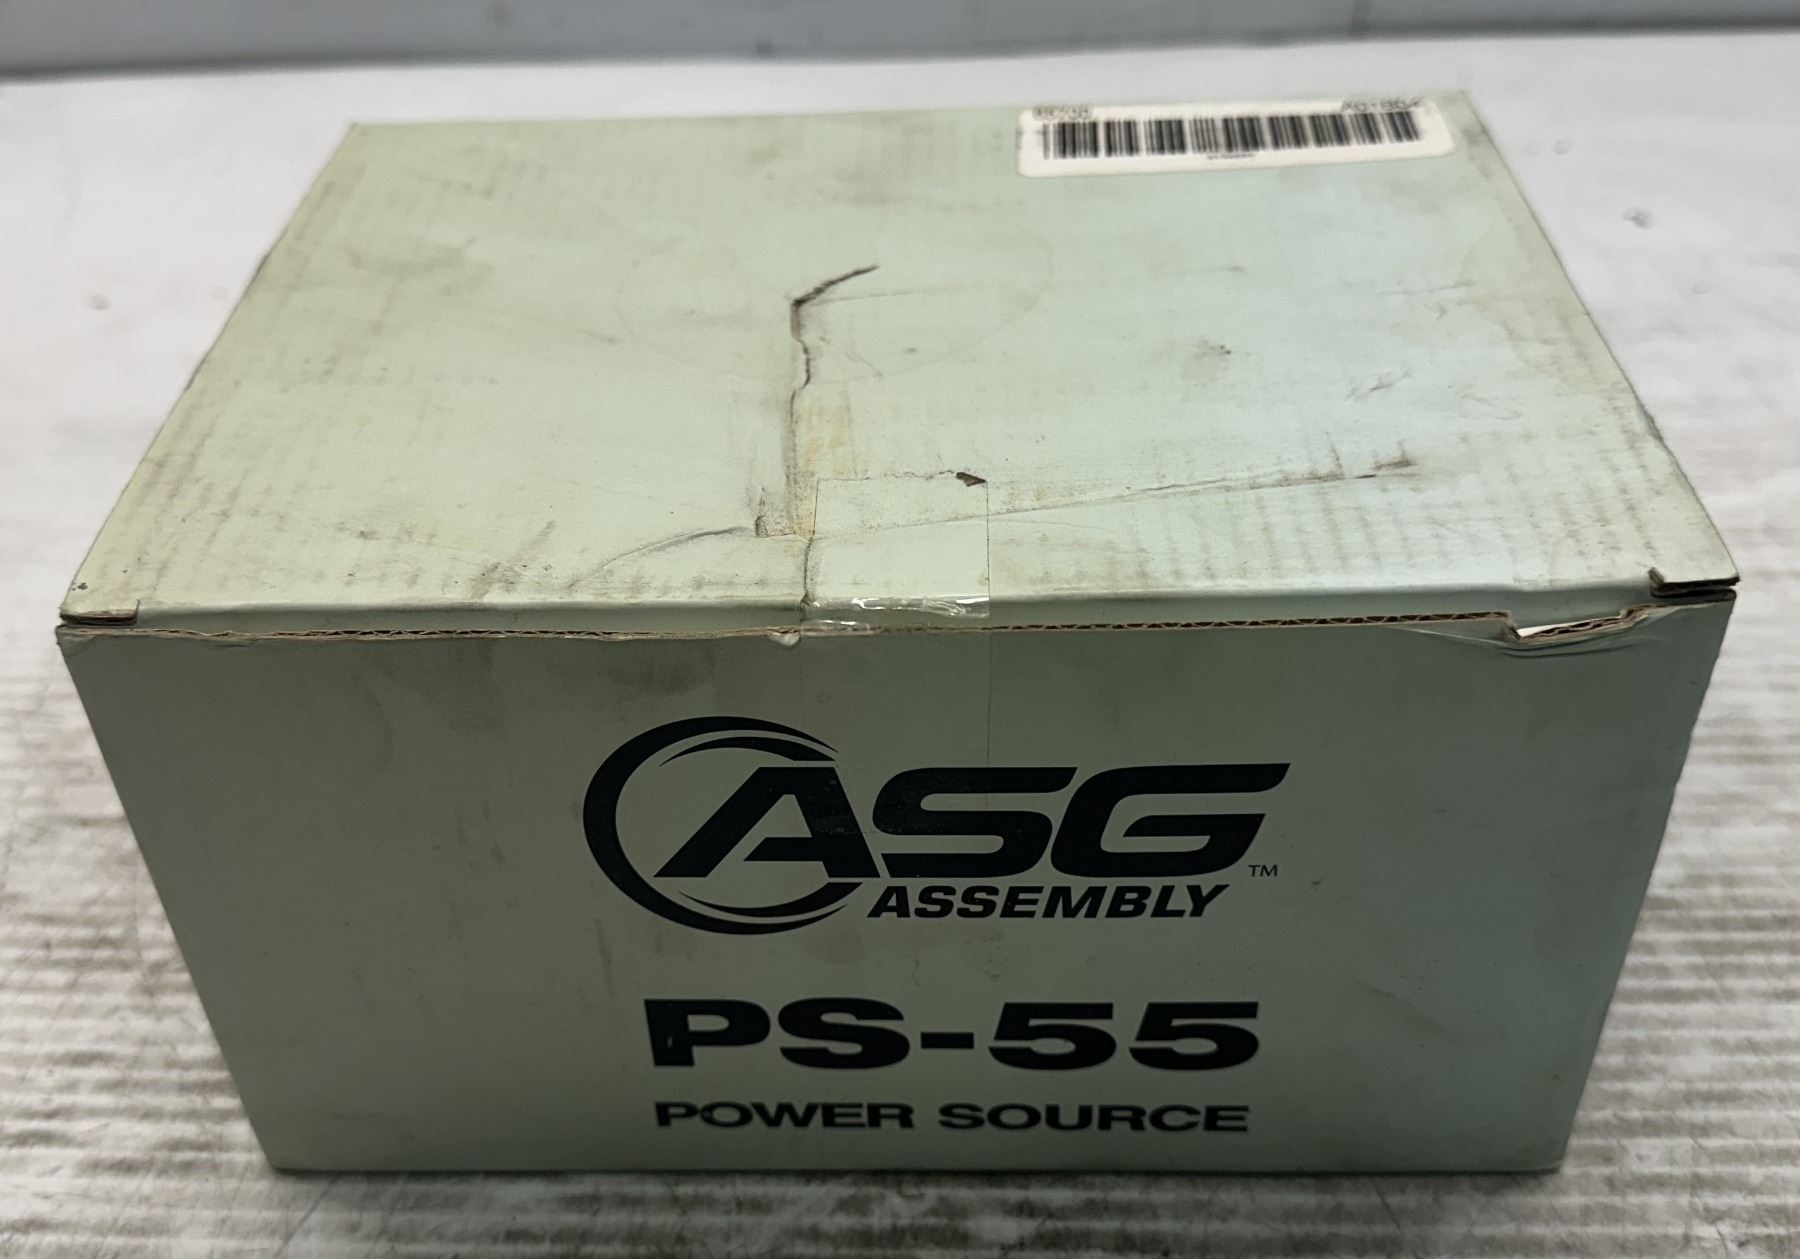 ASG
TM
ASSEMBLY
PS-55
POWER SOURCE